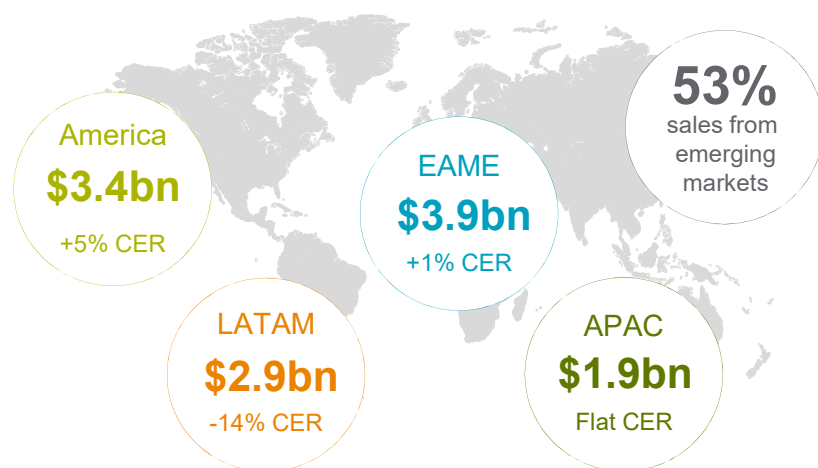 America
$3.4bn
+5% CER
LATAM
$2.9bn
-14% CER
EAME
$3.9bn
+1% CER
APAC
$1.9bn
Flat CER
53%
sales from
emerging
markets